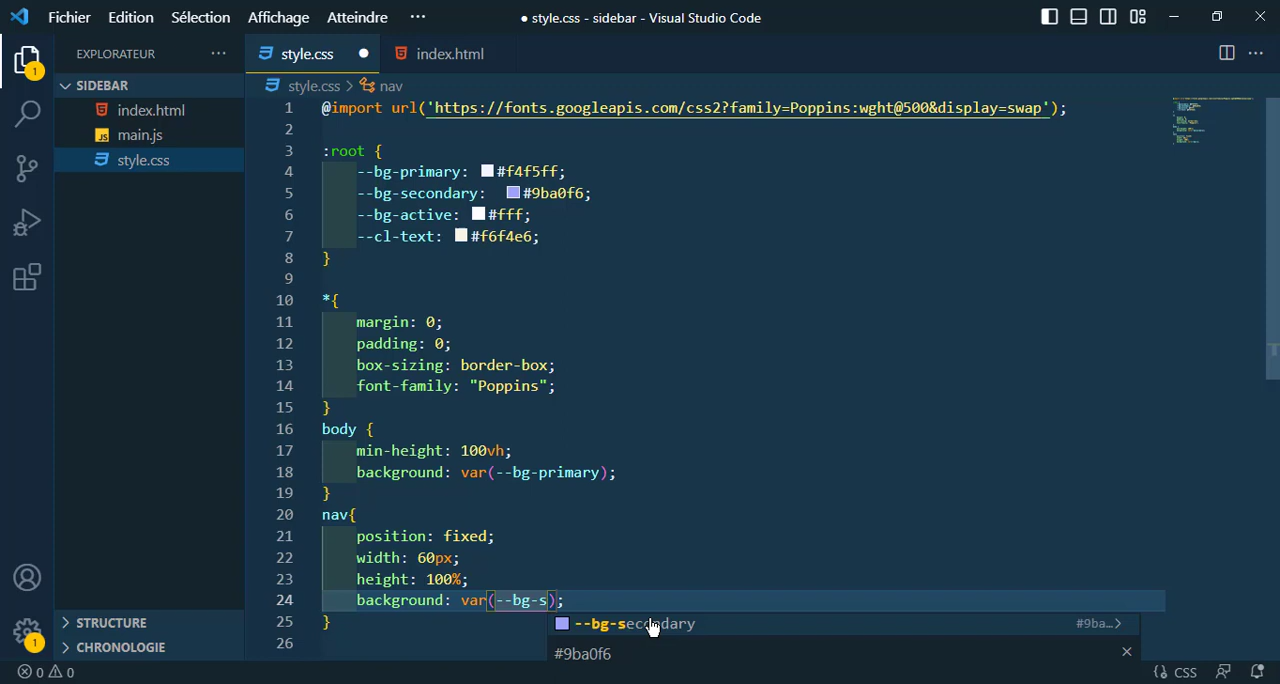 Fichier Edition Sélection Affichage Atteindre ···
● style.css - sidebar - Visual Studio Code
EXPLORATEUR ···
style.css ●
index.html
SIDEBAR
style.css > nav
index.html
main.js
style.css
1 @import url('https://fonts.googleapis.com/css2?family=Poppins:wght@500&display=swap');
2
3 :root {
4 --bg-primary: #f4f5ff;
5 --bg-secondary: #9ba0f6;
6 --bg-active: #fff;
7 --cl-text: #f6f4e6;
8 }
9
10 *{
11 margin: 0;
12 padding: 0;
13 box-sizing: border-box;
14 font-family: "Poppins";
15 }
16 body {
17 min-height: 100vh;
18 background: var(--bg-primary);
19 }
20 nav{
21 position: fixed;
22 width: 60px;
23 height: 100%;
24 background: var(--bg-s);
25 }
26
--bg-secondary #9ba...>
#9ba0f6
STRUCTURE
CHRONOLOGIE
1
1
0 0
{} CSS